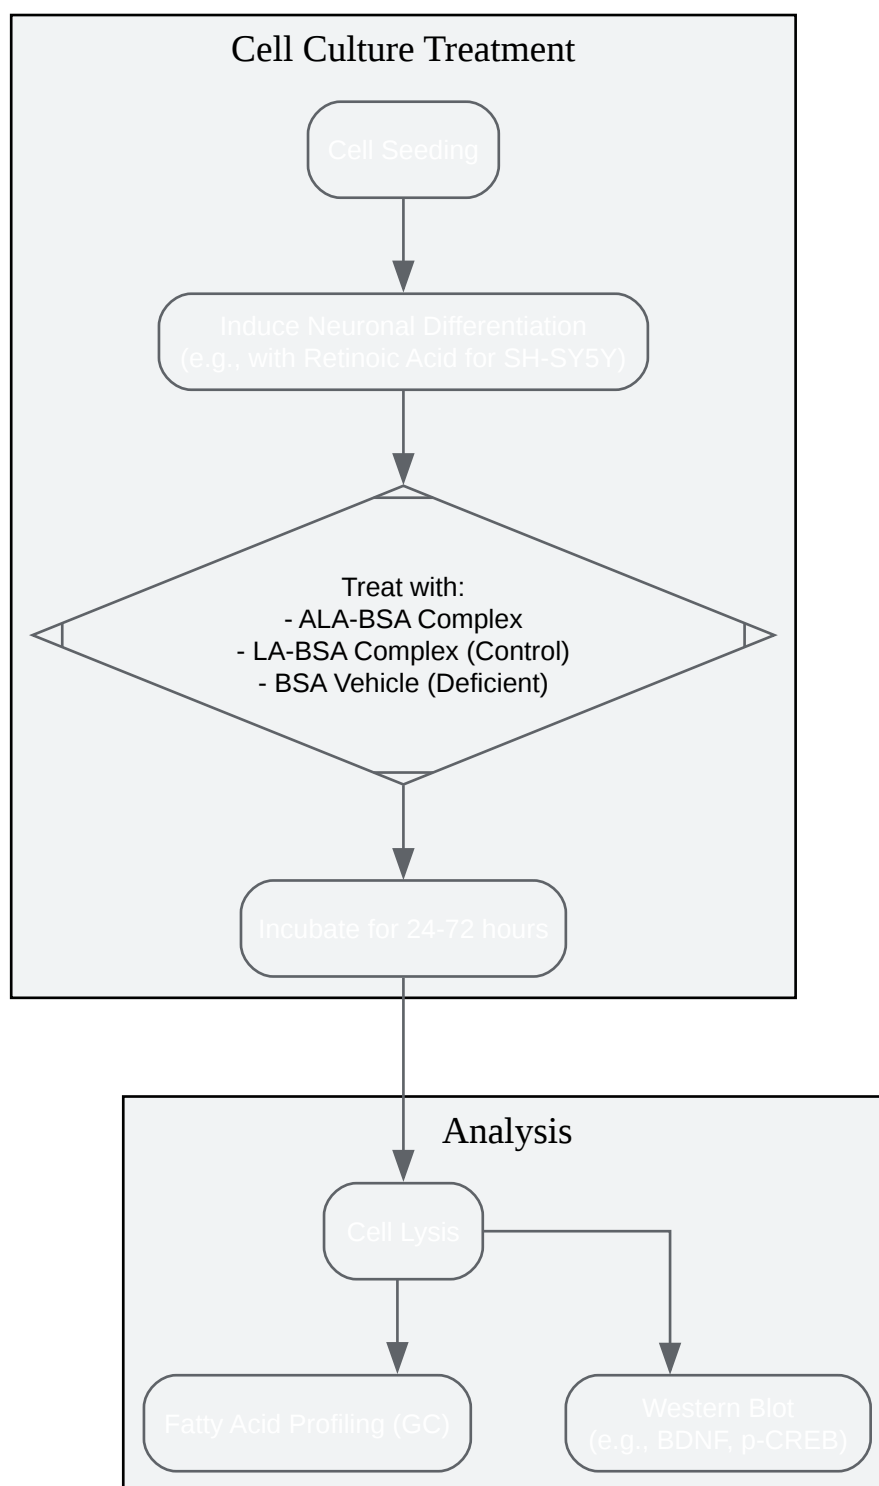 Cell Culture Treatment
Cell Seeding
Induce Neuronal Differentiation
(e.g., with Retinoic Acid for SH-SY5Y)
Treat with:
- ALA-BSA Complex
- LA-BSA Complex (Control)
- BSA Vehicle (Deficient)
Incubate for 24-72 hours
Analysis
Cell Lysis
Fatty Acid Profiling (GC)
Western Blot
(e.g., BDNF, p-CREB)